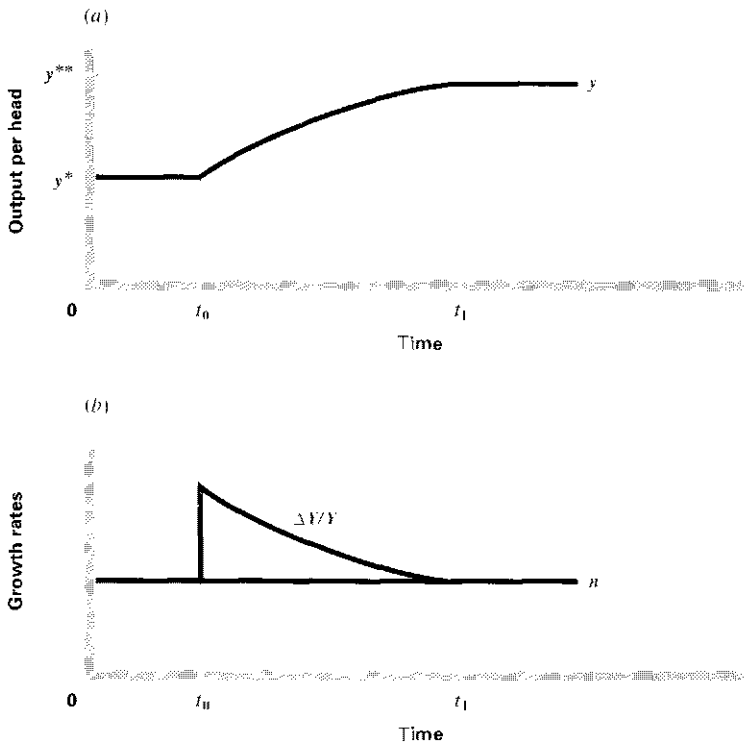 (a)
y**
y
Output per head
y*
0
t₀
t₁
Time
(b)
ΔY/Y
Growth rates
n
0
t₀
t₁
Time